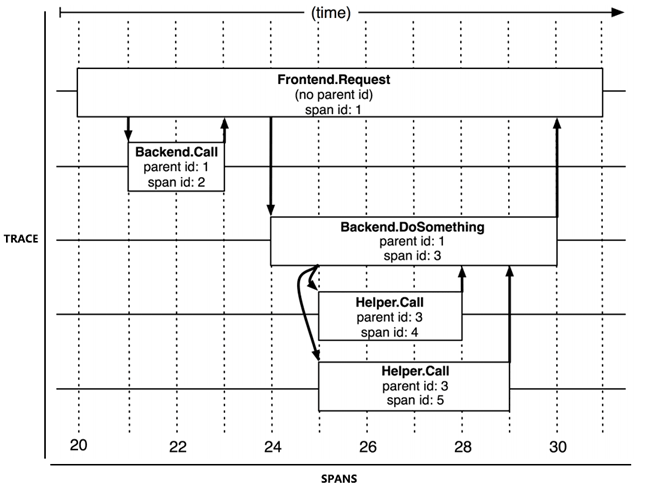 (time)
Frontend.Request
(no parent id)
span id: 1
Backend.Call
parent id: 1
span id: 2
Backend.DoSomething
parent id: 1
span id: 3
TRACE
Helper.Call
parent id: 3
span id: 4
Helper.Call
parent id: 3
span id: 5
20 22 24 26 28 30
SPANS